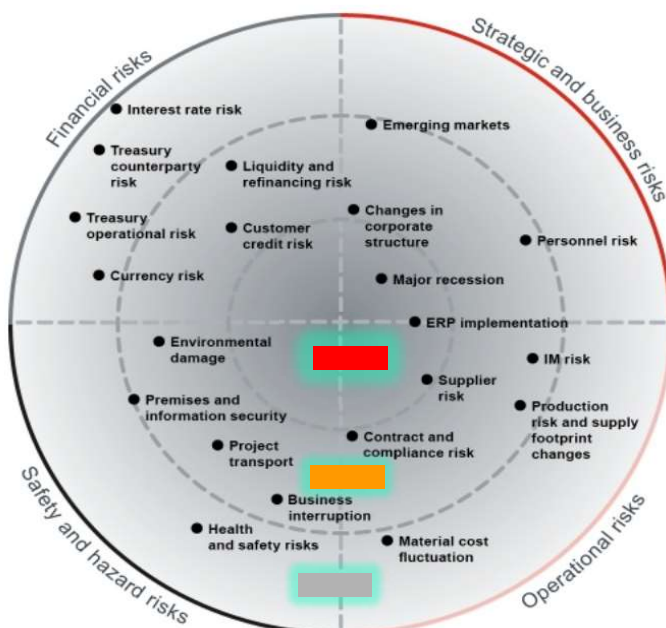 Financial risks
Strategic and business risks
Interest rate risk
Emerging markets
Treasury
counterparty
risk
Liquidity and
refinancing risk
Treasury
operational risk
Customer
credit risk
Changes in
corporate
structure
Personnel risk
Currency risk
Major recession
ERP implementation
Environmental
damage
IM risk
Supplier
risk
Premises and
information security
Production
risk and supply
footprint
changes
Project
transport
Contract and
compliance risk
Business
interruption
Health
and safety risks
Material cost
fluctuation
Safety and hazard risks
Operational risks